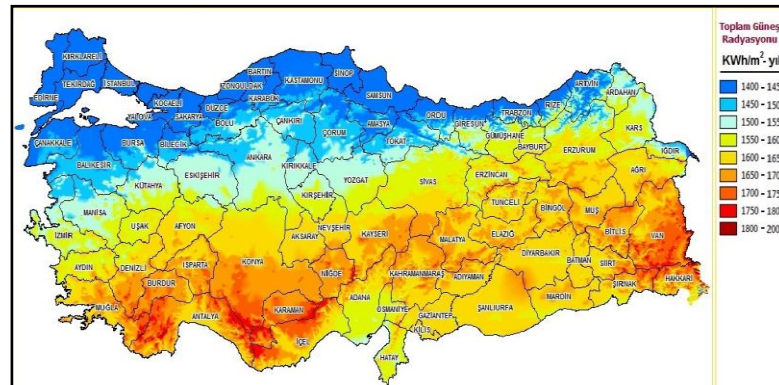 Toplam Güneş
Radyasyonu
KWh/m²- yıl
1400 - 145
1450 - 150
1500 - 155
1550 - 160
1600 - 165
1650 - 170
1700 - 175
1750 - 180
1800 - 200
KIRKLARELİ
TEKİRDAĞ
İSTANBUL
EDİRNE
KOCAELİ
YALOVA
SAKARYA
DÜZCE
BOLU
ZONGULDAK
BARTIN
KARABÜK
KASTAMONU
SİNOP
SAMSUN
ORDU
GİRESUN
TRABZON
RİZE
ARTVİN
ARDAHAN
KARS
IĞDIR
ÇANAKKALE
BALIKESİR
BURSA
BİLECİK
ESKİŞEHİR
ANKARA
ÇANKIRI
ÇORUM
AMASYA
TOKAT
GÜMÜŞHANE
BAYBURT
ERZURUM
AĞRI
KÜTAHYA
KIRIKKALE
KIRŞEHİR
YOZGAT
SİVAS
ERZİNCAN
TUNCELİ
BİNGÖL
MUŞ
MANİSA
İZMİR
UŞAK
AFYON
AKSARAY
NEVŞEHİR
KAYSERİ
MALATYA
ELAZIĞ
DİYARBAKIR
BATMAN
BİTLİS
SİİRT
VAN
HAKKARİ
ŞIRNAK
AYDIN
DENİZLİ
BURDUR
ISPARTA
KONYA
NİĞDE
KAHRAMANMARAŞ
ADIYAMAN
MARDİN
ŞANLIURFA
MUĞLA
ANTALYA
KARAMAN
İÇEL
ADANA
OSMANİYE
GAZİANTEP
KİLİS
HATAY